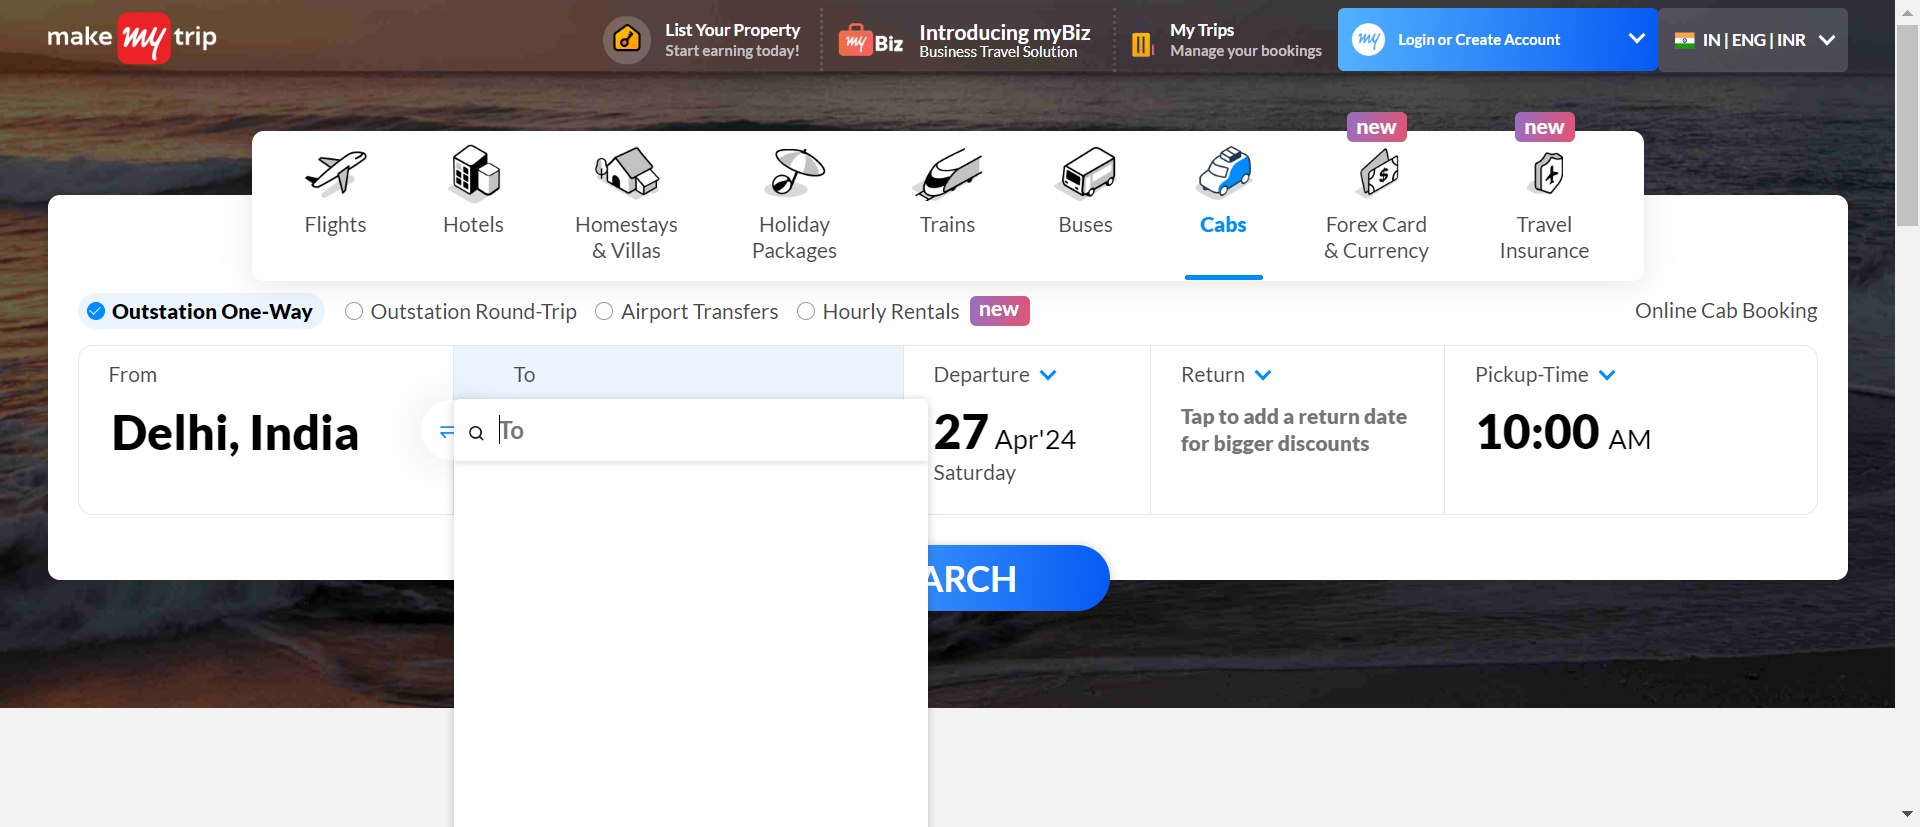 make my trip
List Your Property
Start earning today!
my Biz
Introducing myBiz
Business Travel Solution
My Trips
Manage your bookings
my
Login or Create Account
IN | ENG | INR
new
new
Flights
Hotels
Homestays
& Villas
Holiday
Packages
Trains
Buses
Cabs
Forex Card
& Currency
Travel
Insurance
Outstation One-Way
Outstation Round-Trip
Airport Transfers
Hourly Rentals
new
Online Cab Booking
From
Delhi, India
To
To
Departure
27 Apr'24
Saturday
Return
Tap to add a return date
for bigger discounts
Pickup-Time
10:00 AM
ARCH